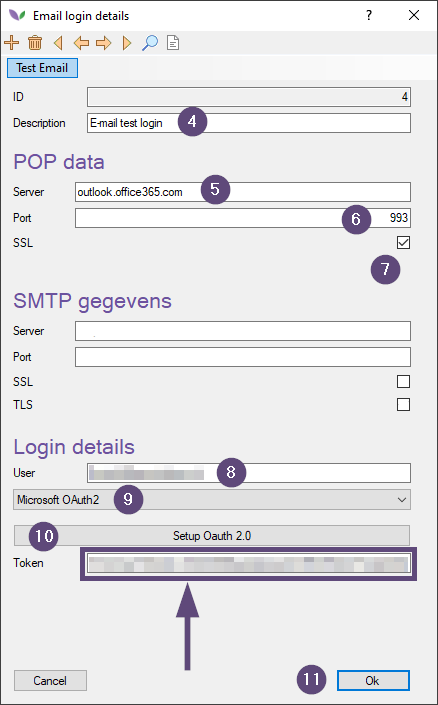 Email login details
?
Test Email
ID 4
Description E-mail test login 4
POP data
Server outlook.office365.com 5
Port 6 993
SSL
7
SMTP gegevens
Server
Port
SSL
TLS
Login details
User 8
Microsoft OAuth2 9
10 Setup Oauth 2.0
Token
Cancel 11 Ok